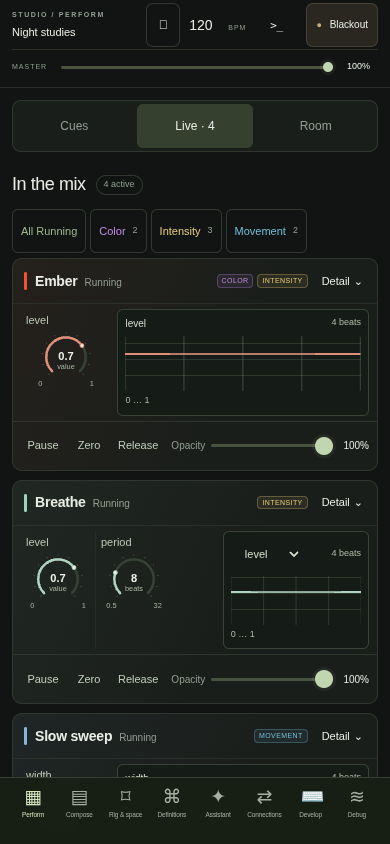 STUDIO / PERFORM
Night studies
120 BPM >_ Blackout
MASTER 100%
Cues Live · 4 Room
In the mix 4 active
All Running Color 2 Intensity 3 Movement 2
Ember Running COLOR INTENSITY Detail
level
0.7
value
0 1
level 4 beats
0 ... 1
Pause Zero Release Opacity 100%
Breathe Running INTENSITY Detail
level
0.7
value
0 1
period
8
beats
0.5 32
level 4 beats
0 ... 1
Pause Zero Release Opacity 100%
Slow sweep Running MOVEMENT Detail
width
width 4 beats
Perform Compose Rig & space Definitions Assistant Connections Develop Debug